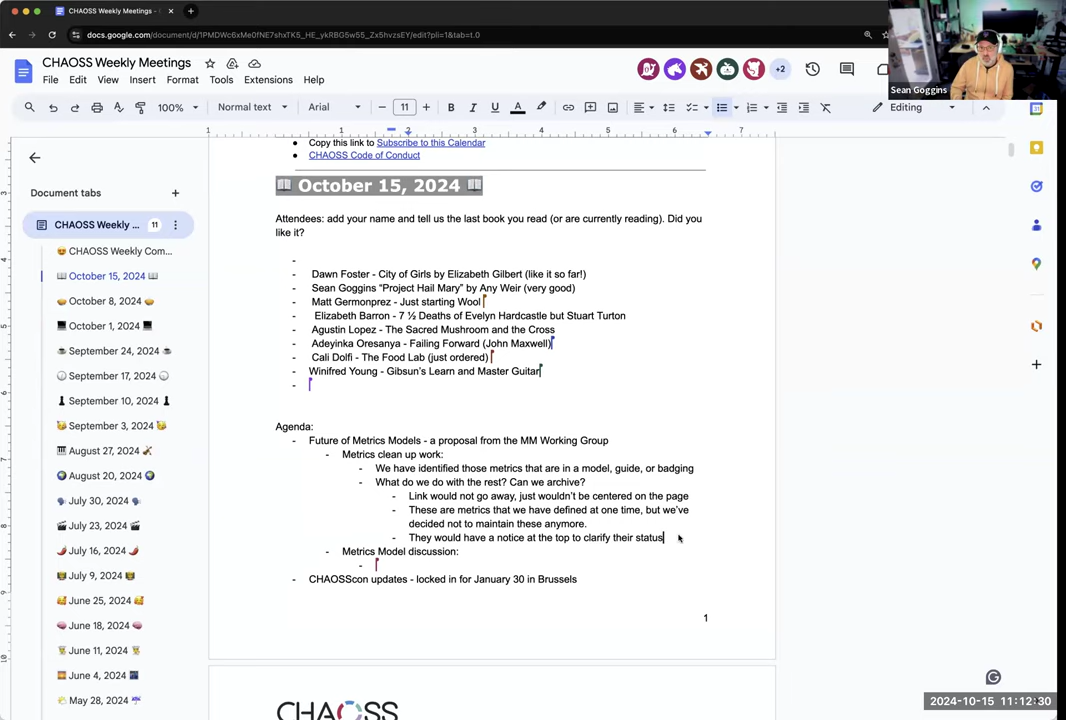 CHAOSS Weekly Meetings -
docs.google.com/document/d/1PMDWc6xMe0fNE7shxTK5_HE_ykRBG5w55_Zx5hvzsEY/edit?pli=1&tab=t.0
CHAOSS Weekly Meetings
File Edit View Insert Format Tools Extensions Help
+2
Sean Goggins
100% Normal text Arial 11 B I U A Editing
1 1 2 3 4 5 6 7
Copy this link to Subscribe to this Calendar
CHAOSS Code of Conduct
Document tabs
CHAOSS Weekly ... 11
CHAOSS Weekly Com...
October 15, 2024
October 8, 2024
October 1, 2024
September 24, 2024
September 17, 2024
September 10, 2024
September 3, 2024
August 27, 2024
August 20, 2024
July 30, 2024
July 23, 2024
July 16, 2024
July 9, 2024
June 25, 2024
June 18, 2024
June 11, 2024
June 4, 2024
May 28, 2024
October 15, 2024
Attendees: add your name and tell us the last book you read (or are currently reading). Did you
like it?
-
- Dawn Foster - City of Girls by Elizabeth Gilbert (like it so far!)
- Sean Goggins "Project Hail Mary" by Any Weir (very good)
- Matt Germonprez - Just starting Wool
- Elizabeth Barron - 7 ½ Deaths of Evelyn Hardcastle but Stuart Turton
- Agustin Lopez - The Sacred Mushroom and the Cross
- Adeyinka Oresanya - Failing Forward (John Maxwell)
- Cali Dolfi - The Food Lab (just ordered)
- Winifred Young - Gibsun's Learn and Master Guitar
-
Agenda:
- Future of Metrics Models - a proposal from the MM Working Group
- Metrics clean up work:
- We have identified those metrics that are in a model, guide, or badging
- What do we do with the rest? Can we archive?
- Link would not go away, just wouldn't be centered on the page
- These are metrics that we have defined at one time, but we've
decided not to maintain these anymore.
- They would have a notice at the top to clarify their status
- Metrics Model discussion:
-
- CHAOSScon updates - locked in for January 30 in Brussels
1
CHAOSS
2024-10-15 11:12:30